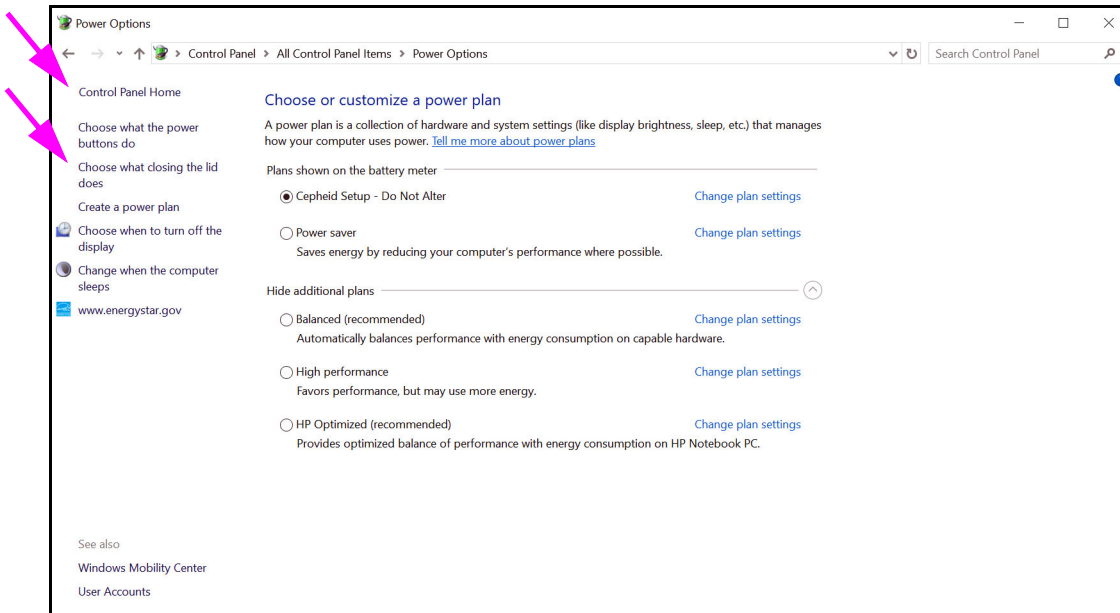 Power Options
Control Panel > All Control Panel Items > Power Options
Search Control Panel
Control Panel Home
Choose what the power
buttons do
Choose what closing the lid
does
Create a power plan
Choose when to turn off the
display
Change when the computer
sleeps
www.energystar.gov
Choose or customize a power plan
A power plan is a collection of hardware and system settings (like display brightness, sleep, etc.) that manages
how your computer uses power. Tell me more about power plans
Plans shown on the battery meter
Cepheid Setup - Do Not Alter Change plan settings
Power saver Change plan settings
Saves energy by reducing your computer's performance where possible.
Hide additional plans
Balanced (recommended) Change plan settings
Automatically balances performance with energy consumption on capable hardware.
High performance Change plan settings
Favors performance, but may use more energy.
HP Optimized (recommended) Change plan settings
Provides optimized balance of performance with energy consumption on HP Notebook PC.
See also
Windows Mobility Center
User Accounts